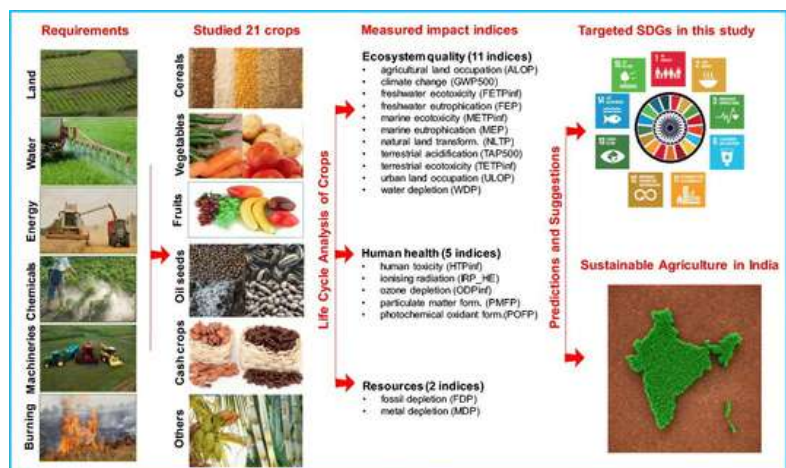 Requirements
Land
Water
Energy
Chemicals
Machineries
Burning
Studied 21 crops
Cereals
Vegetables
Fruits
Oil seeds
Cash crops
Others
Life Cycle Analysis of Crops
Measured impact indices
Ecosystem quality (11 indices)
• agricultural land occupation (ALOP)
• climate change (GWP500)
• freshwater ecotoxicity (FETPinf)
• freshwater eutrophication (FEP)
• marine ecotoxicity (METPinf)
• marine eutrophication (MEP)
• natural land transform. (NLTP)
• terrestrial acidification (TAP500)
• terrestrial ecotoxicity (TETPinf)
• urban land occupation (ULOP)
• water depletion (WDP)
Human health (5 indices)
• human toxicity (HTPinf)
• ionising radiation (IRP_HE)
• ozone depletion (ODPinf)
• particulate matter form. (PMFP)
• photochemical oxidant form.(POFP)
Resources (2 indices)
• fossil depletion (FDP)
• metal depletion (MDP)
Predictions and Suggestions
Targeted SDGs in this study
Sustainable Agriculture in India